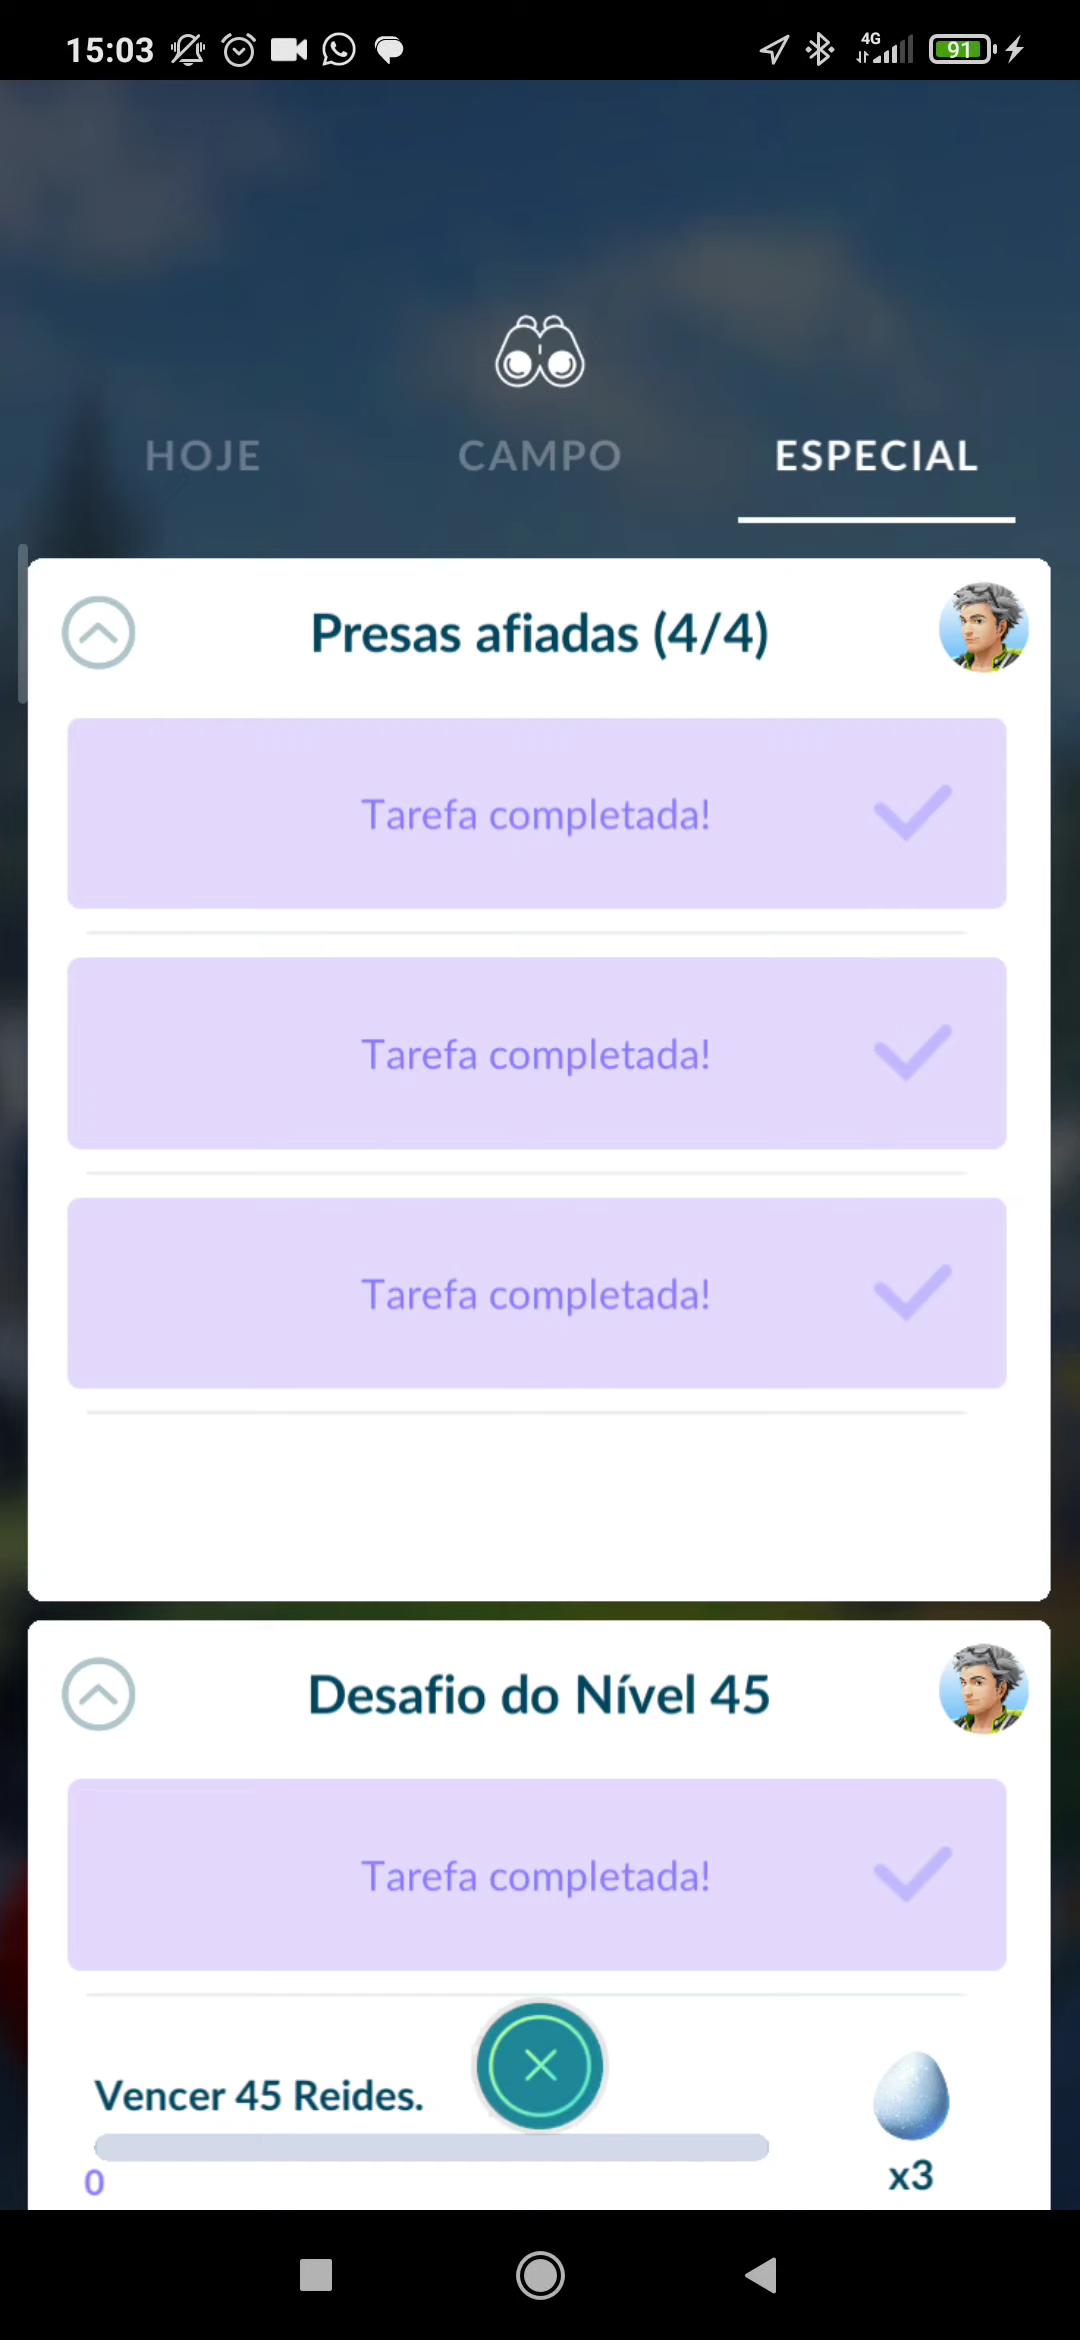 15:03
4G
91
HOJE
CAMPO
ESPECIAL
Presas afiadas (4/4)
Tarefa completada!
Tarefa completada!
Tarefa completada!
Desafio do Nível 45
Tarefa completada!
Vencer 45 Reides.
0
x3